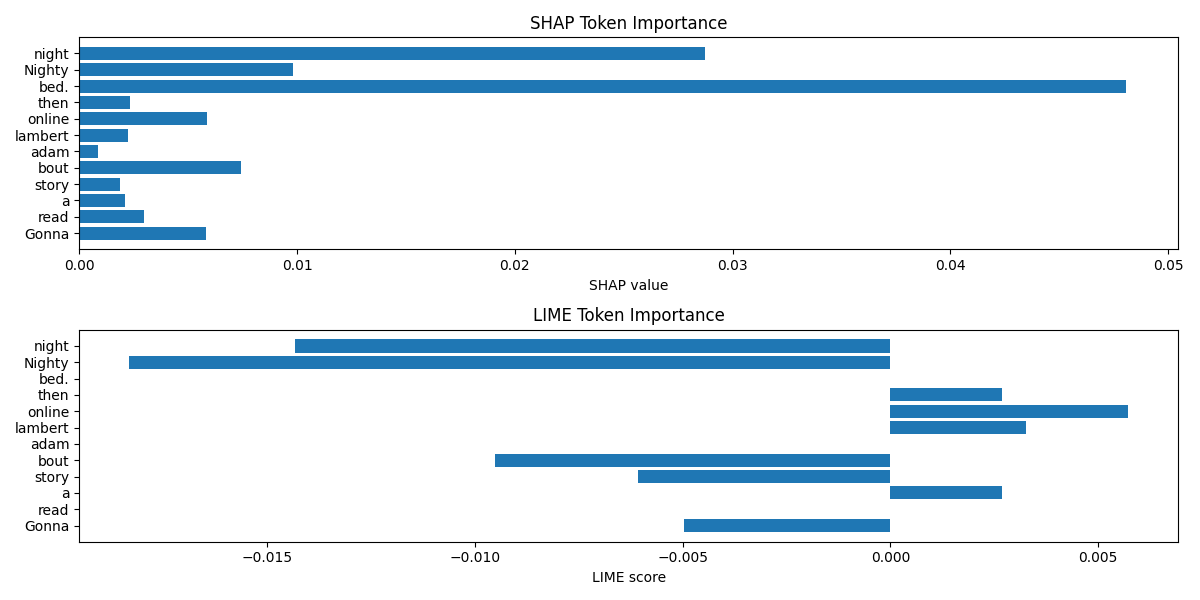 SHAP Token Importance
night
Nighty
bed.
then
online
lambert
adam
bout
story
a
read
Gonna
0.00 0.01 0.02 0.03 0.04 0.05
SHAP value
LIME Token Importance
night
Nighty
bed.
then
online
lambert
adam
bout
story
a
read
Gonna
−0.015 −0.010 −0.005 0.000 0.005
LIME score